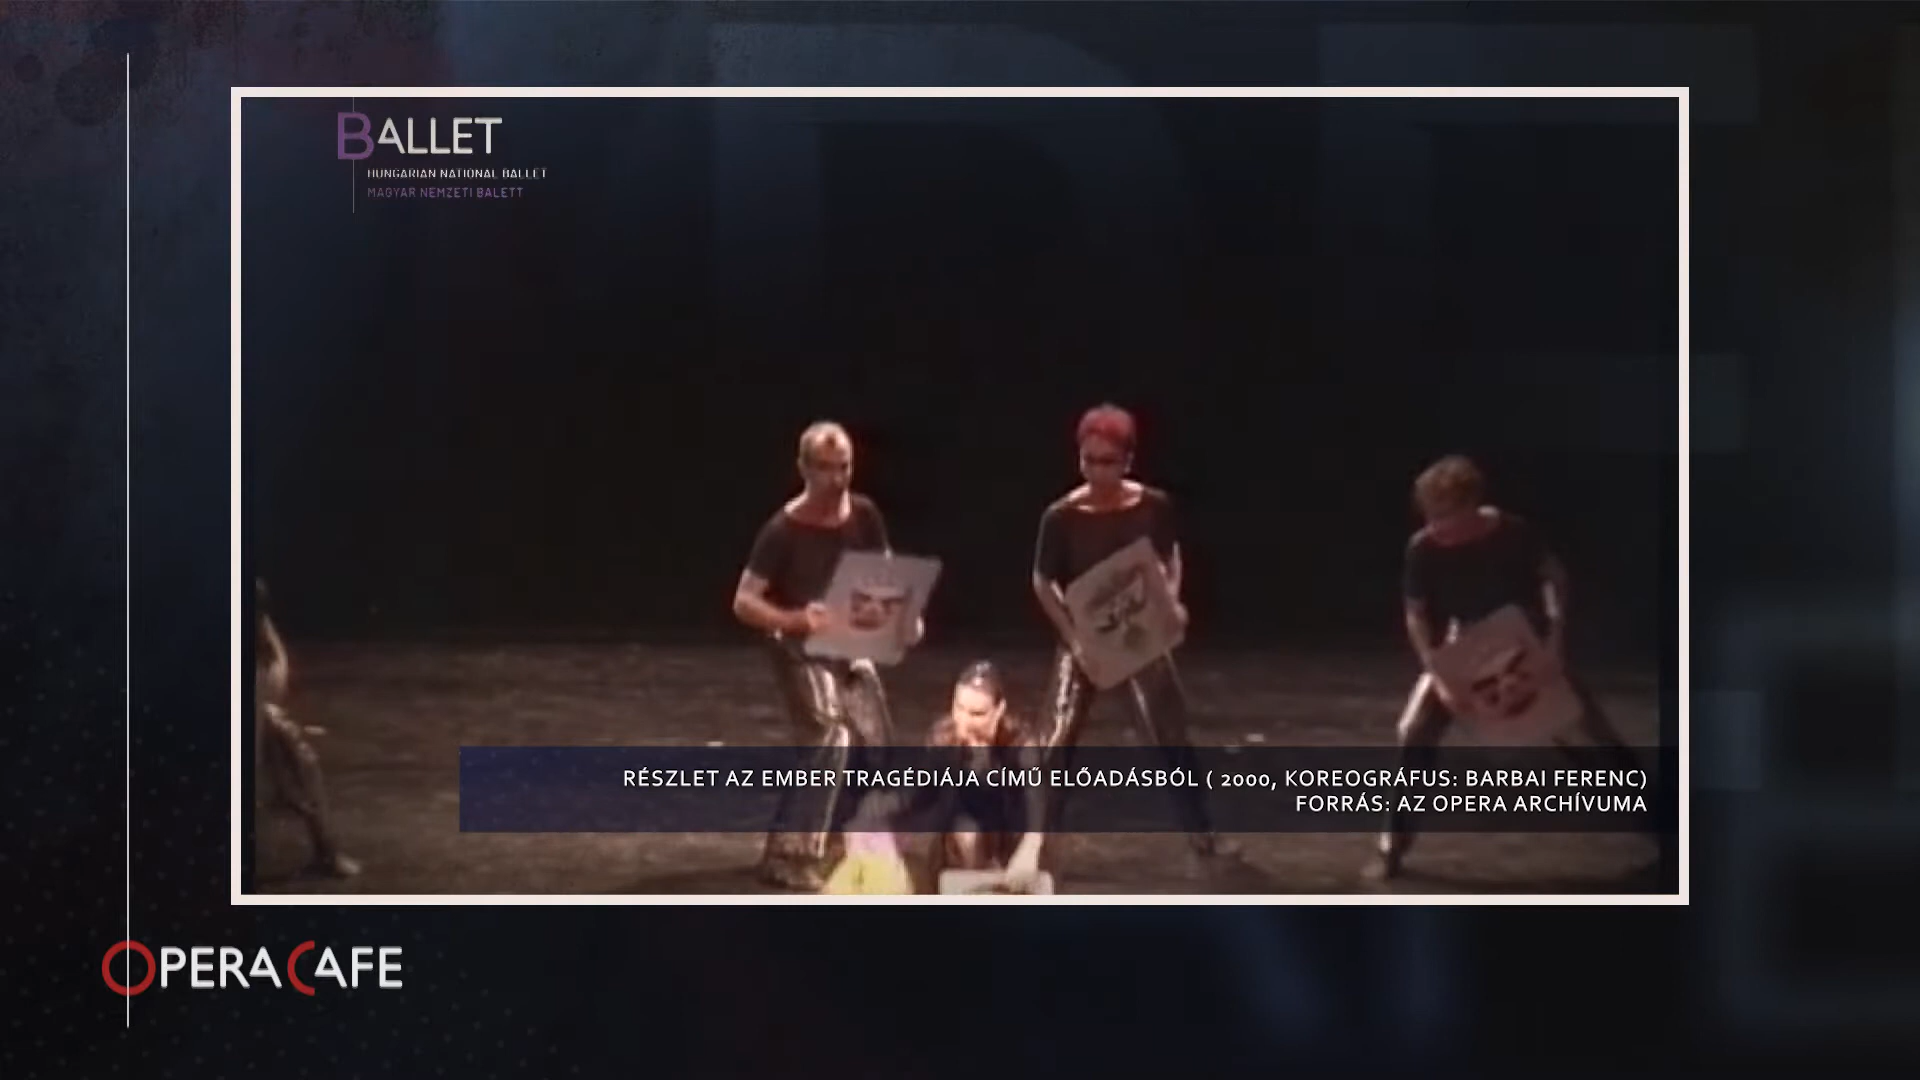 BALLET
HUNGARIAN NATIONAL BALLET
MAGYAR NEMZETI BALETT
RÉSZLET AZ EMBER TRAGÉDIÁJA CÍMŰ ELŐADÁSBÓL ( 2000, KOREOGRÁFUS: BARBAI FERENC)
FORRÁS: AZ OPERA ARCHÍVUMA
OPERACAFE